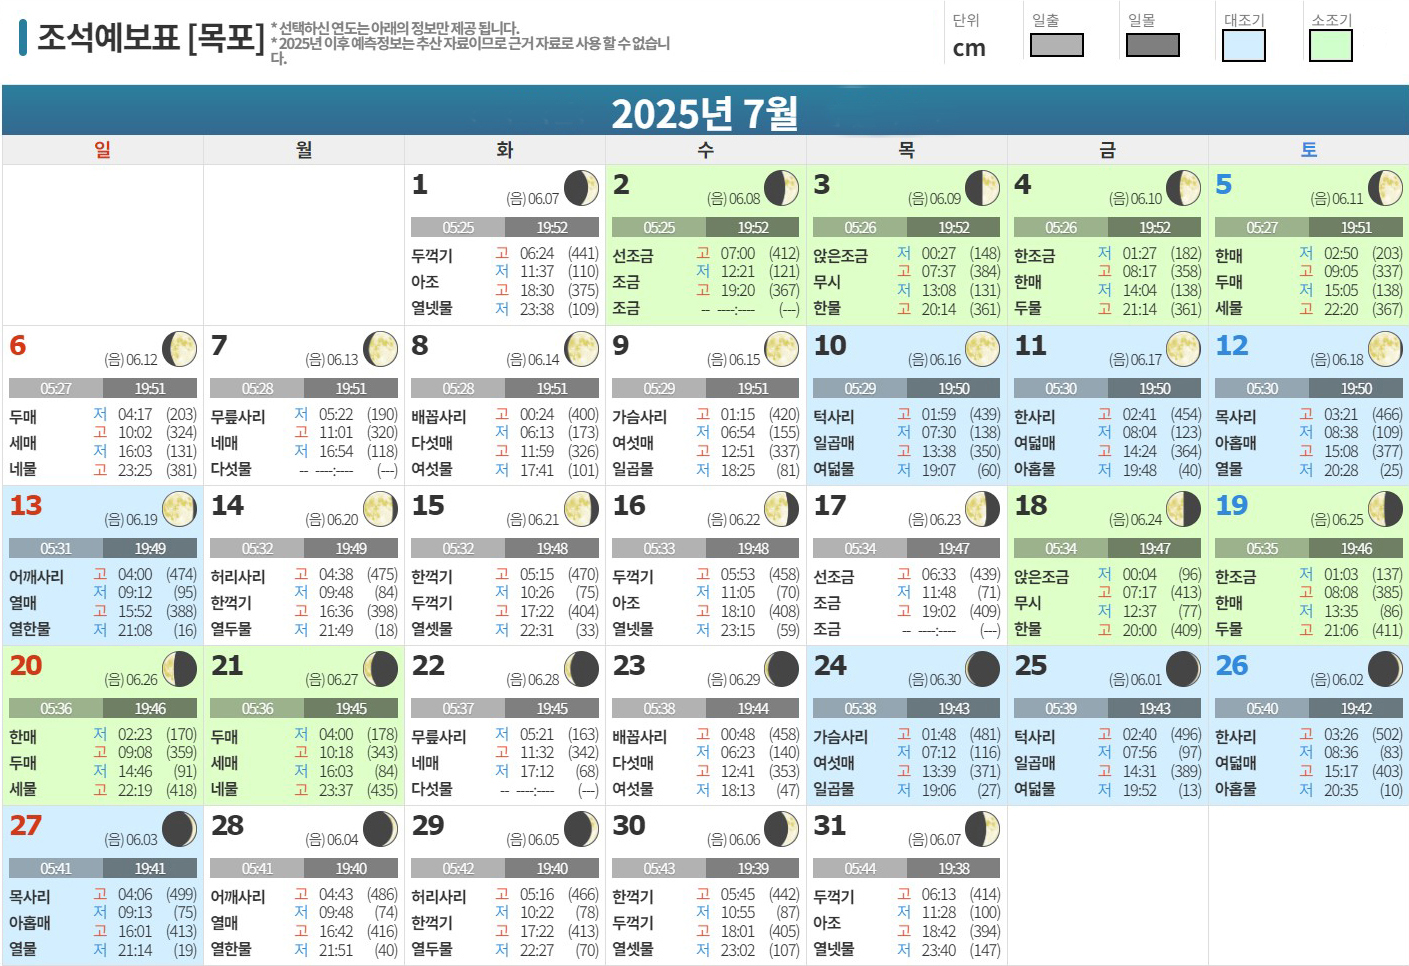 조석예보표 [목포]
* 선택하신 연도는 아래의 정보만 제공 됩니다.
* 2025년 이후 예측정보는 추산 자료이므로 근거 자료로 사용 할 수 없습니
다.
단위 일출 일몰 대조기 소조기
cm
2025년 7월
일 월 화 수 목 금 토
1 (음) 06.07
05:25 19:52
두꺽기 고 06:24 (441)
저 11:37 (110)
아조 고 18:30 (375)
열넷물 저 23:38 (109)
2 (음) 06.08
05:25 19:52
선조금 고 07:00 (412)
저 12:21 (121)
조금 고 19:20 (367)
조금 -- ----:---- (---)
3 (음) 06.09
05:26 19:52
앉은조금 저 00:27 (148)
고 07:37 (384)
무시 저 13:08 (131)
한물 고 20:14 (361)
4 (음) 06.10
05:26 19:52
한조금 저 01:27 (182)
고 08:17 (358)
한매 저 14:04 (138)
두물 고 21:14 (361)
5 (음) 06.11
05:27 19:51
한매 저 02:50 (203)
고 09:05 (337)
두매 저 15:05 (138)
세물 고 22:20 (367)
6 (음) 06.12
05:27 19:51
두매 저 04:17 (203)
고 10:02 (324)
세매 저 16:03 (131)
네물 고 23:25 (381)
7 (음) 06.13
05:28 19:51
무릎사리 저 05:22 (190)
고 11:01 (320)
네매 저 16:54 (118)
다섯물 -- ----:---- (---)
8 (음) 06.14
05:28 19:51
배꼽사리 고 00:24 (400)
저 06:13 (173)
다섯매 고 11:59 (326)
여섯물 저 17:41 (101)
9 (음) 06.15
05:29 19:51
가슴사리 고 01:15 (420)
저 06:54 (155)
여섯매 고 12:51 (337)
일곱물 저 18:25 (81)
10 (음) 06.16
05:29 19:50
턱사리 고 01:59 (439)
저 07:30 (138)
일곱매 고 13:38 (350)
여덟물 저 19:07 (60)
11 (음) 06.17
05:30 19:50
한사리 고 02:41 (454)
저 08:04 (123)
여덟매 고 14:24 (364)
아홉물 저 19:48 (40)
12 (음) 06.18
05:30 19:50
목사리 고 03:21 (466)
저 08:38 (109)
아홉매 고 15:08 (377)
열물 저 20:28 (25)
13 (음) 06.19
05:31 19:49
어깨사리 고 04:00 (474)
저 09:12 (95)
열매 고 15:52 (388)
열한물 저 21:08 (16)
14 (음) 06.20
05:32 19:49
허리사리 고 04:38 (475)
저 09:48 (84)
한꺽기 고 16:36 (398)
열두물 저 21:49 (18)
15 (음) 06.21
05:32 19:48
한꺽기 고 05:15 (470)
저 10:26 (75)
두꺽기 고 17:22 (404)
열셋물 저 22:31 (33)
16 (음) 06.22
05:33 19:48
두꺽기 고 05:53 (458)
저 11:05 (70)
아조 고 18:10 (408)
열넷물 저 23:15 (59)
17 (음) 06.23
05:34 19:47
선조금 고 06:33 (439)
저 11:48 (71)
조금 고 19:02 (409)
조금 -- ----:---- (---)
18 (음) 06.24
05:34 19:47
앉은조금 저 00:04 (96)
고 07:17 (413)
무시 저 12:37 (77)
한물 고 20:00 (409)
19 (음) 06.25
05:35 19:46
한조금 저 01:03 (137)
고 08:08 (385)
한매 저 13:35 (86)
두물 고 21:06 (411)
20 (음) 06.26
05:36 19:46
한매 저 02:23 (170)
고 09:08 (359)
두매 저 14:46 (91)
세물 고 22:19 (418)
21 (음) 06.27
05:36 19:45
두매 저 04:00 (178)
고 10:18 (343)
세매 저 16:03 (84)
네물 고 23:37 (435)
22 (음) 06.28
05:37 19:45
무릎사리 저 05:21 (163)
고 11:32 (342)
네매 저 17:12 (68)
다섯물 -- ----:---- (---)
23 (음) 06.29
05:38 19:44
배꼽사리 고 00:48 (458)
저 06:23 (140)
다섯매 고 12:41 (353)
여섯물 저 18:13 (47)
24 (음) 06.30
05:38 19:43
가슴사리 고 01:48 (481)
저 07:12 (116)
여섯매 고 13:39 (371)
일곱물 저 19:06 (27)
25 (음) 06.01
05:39 19:43
턱사리 고 02:40 (496)
저 07:56 (97)
일곱매 고 14:31 (389)
여덟물 저 19:52 (13)
26 (음) 06.02
05:40 19:42
한사리 고 03:26 (502)
저 08:36 (83)
여덟매 고 15:17 (403)
아홉물 저 20:35 (10)
27 (음) 06.03
05:41 19:41
목사리 고 04:06 (499)
저 09:13 (75)
아홉매 고 16:01 (413)
열물 저 21:14 (19)
28 (음) 06.04
05:41 19:40
어깨사리 고 04:43 (486)
저 09:48 (74)
열매 고 16:42 (416)
열한물 저 21:51 (40)
29 (음) 06.05
05:42 19:40
허리사리 고 05:16 (466)
저 10:22 (78)
한꺽기 고 17:22 (413)
열두물 저 22:27 (70)
30 (음) 06.06
05:43 19:39
한꺽기 고 05:45 (442)
저 10:55 (87)
두꺽기 고 18:01 (405)
열셋물 저 23:02 (107)
31 (음) 06.07
05:44 19:38
두꺽기 고 06:13 (414)
저 11:28 (100)
아조 고 18:42 (394)
열넷물 저 23:40 (147)